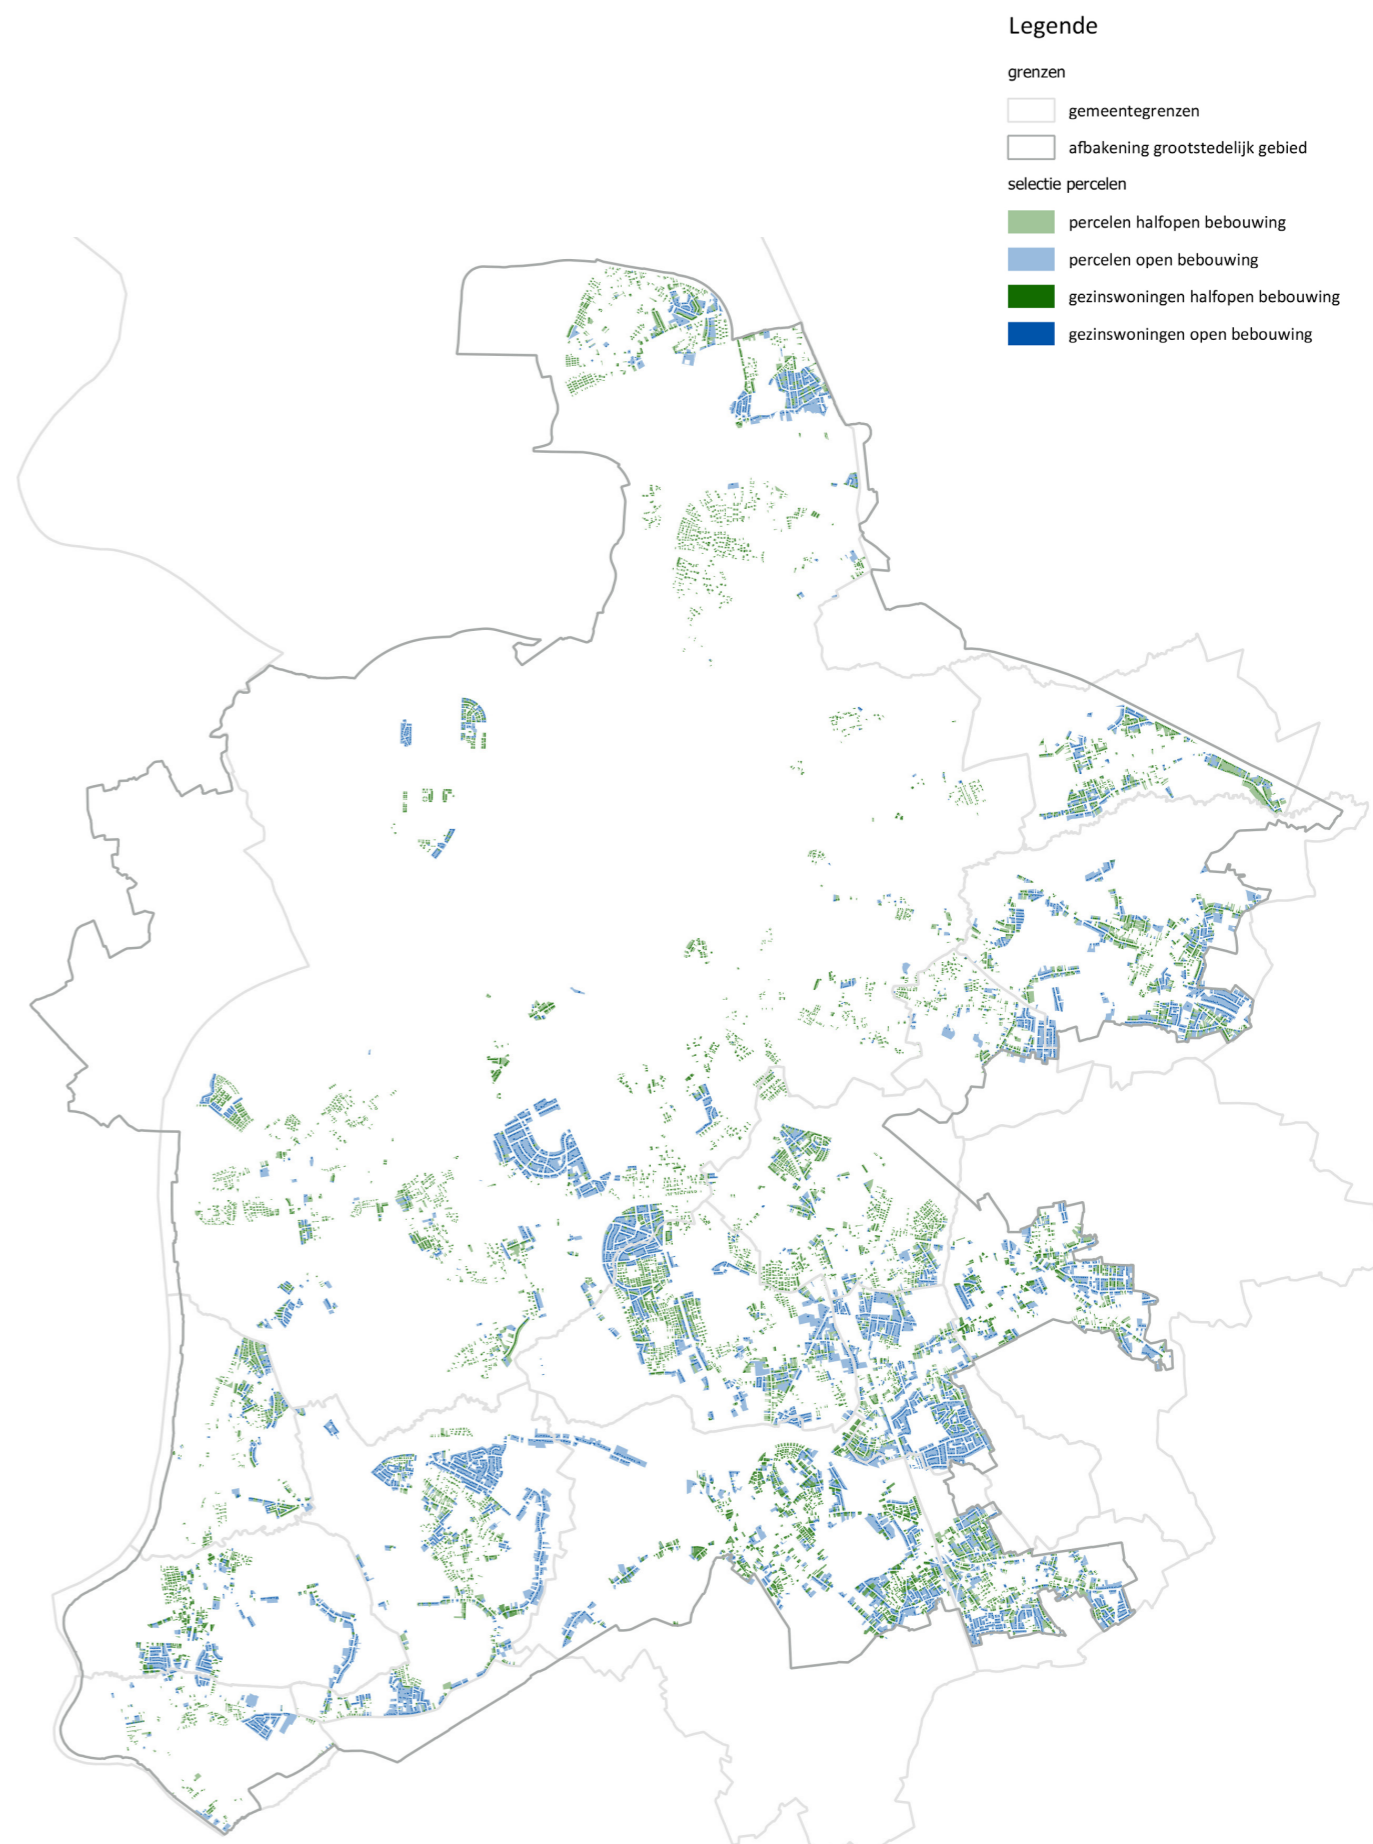 Legende
grenzen
gemeentegrenzen
afbakening grootstedelijk gebied
selectie percelen
percelen halfopen bebouwing
percelen open bebouwing
gezinswoningen halfopen bebouwing
gezinswoningen open bebouwing